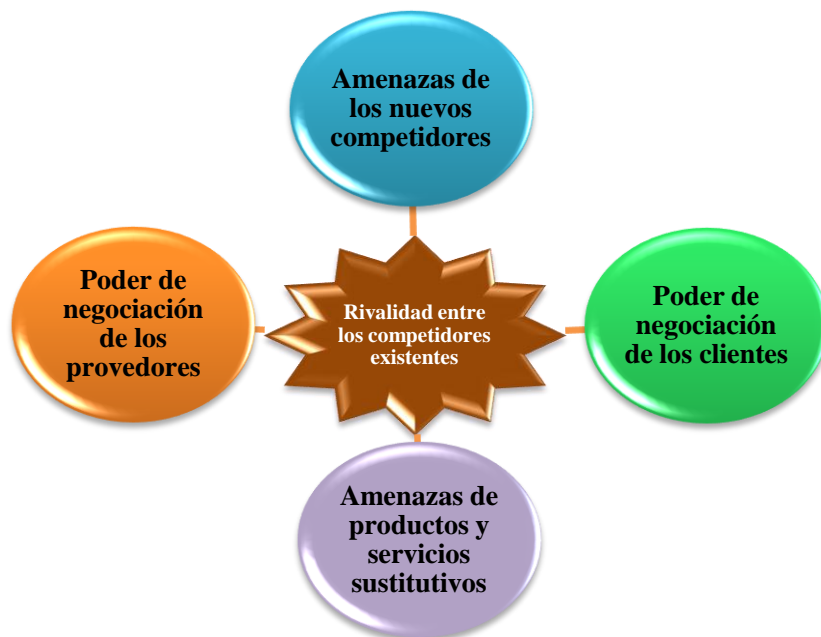 Amenazas de
los nuevos
competidores
Poder de
negociación
de los
provedores
Rivalidad entre
los competidores
existentes
Poder de
negociación
de los clientes
Amenazas de
productos y
servicios
sustitutivos